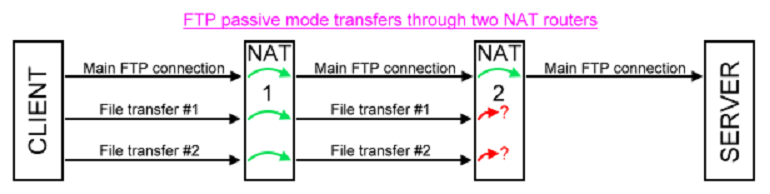 FTP passive mode transfers through two NAT routers
CLIENT
NAT
1
NAT
2
SERVER
Main FTP connection
Main FTP connection
Main FTP connection
File transfer #1
File transfer #1
?
File transfer #2
File transfer #2
?